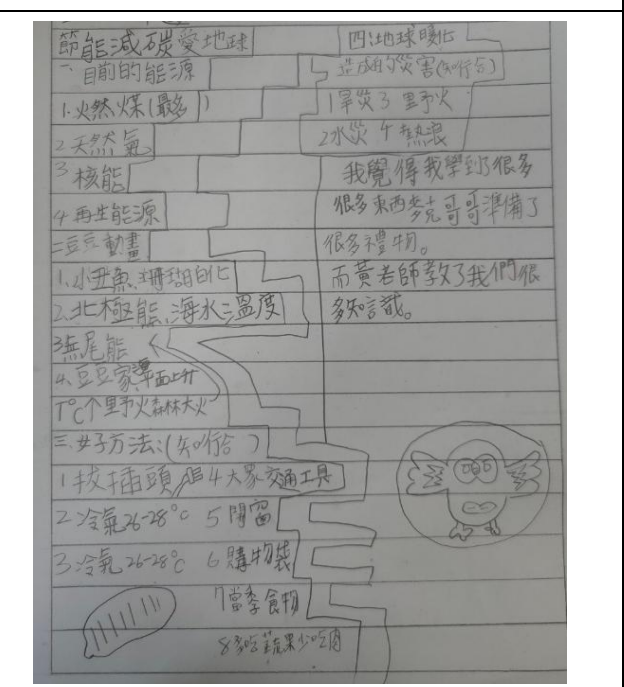 節能減碳愛地球
一、目前的能源
1.火然煤(最多)
2天然氣
3核能
4再生能源
二豆豆動畫
1.小丑魚.珊瑚白化
2.北極熊.海水溫度
3無尾熊
4.豆豆家海面上升
1°C个野火森林大火
三.好方法:(知行合)
1拔插頭 4大眾交通工具
2冷氣26-28°C 5隨
3冷氣26-28°C 6購物袋
7當季食物
8多吃蔬果少吃肉
四:地球暖化
造成的災害(知行合)
1旱災3野火
2水災4熱浪
我覺得我學到了很多
很多東西麥克哥哥準備了
很多禮物。
而黃老師教了我們很
多知識。